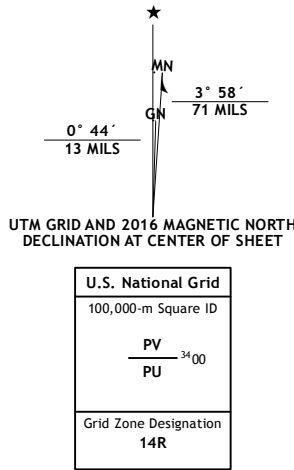 ★
MN
3° 58´
71 MILS
GN
0° 44´
13 MILS
UTM GRID AND 2016 MAGNETIC NORTH
DECLINATION AT CENTER OF SHEET
U.S. National Grid
100,000-m Square ID
PV
3400
PU
Grid Zone Designation
14R